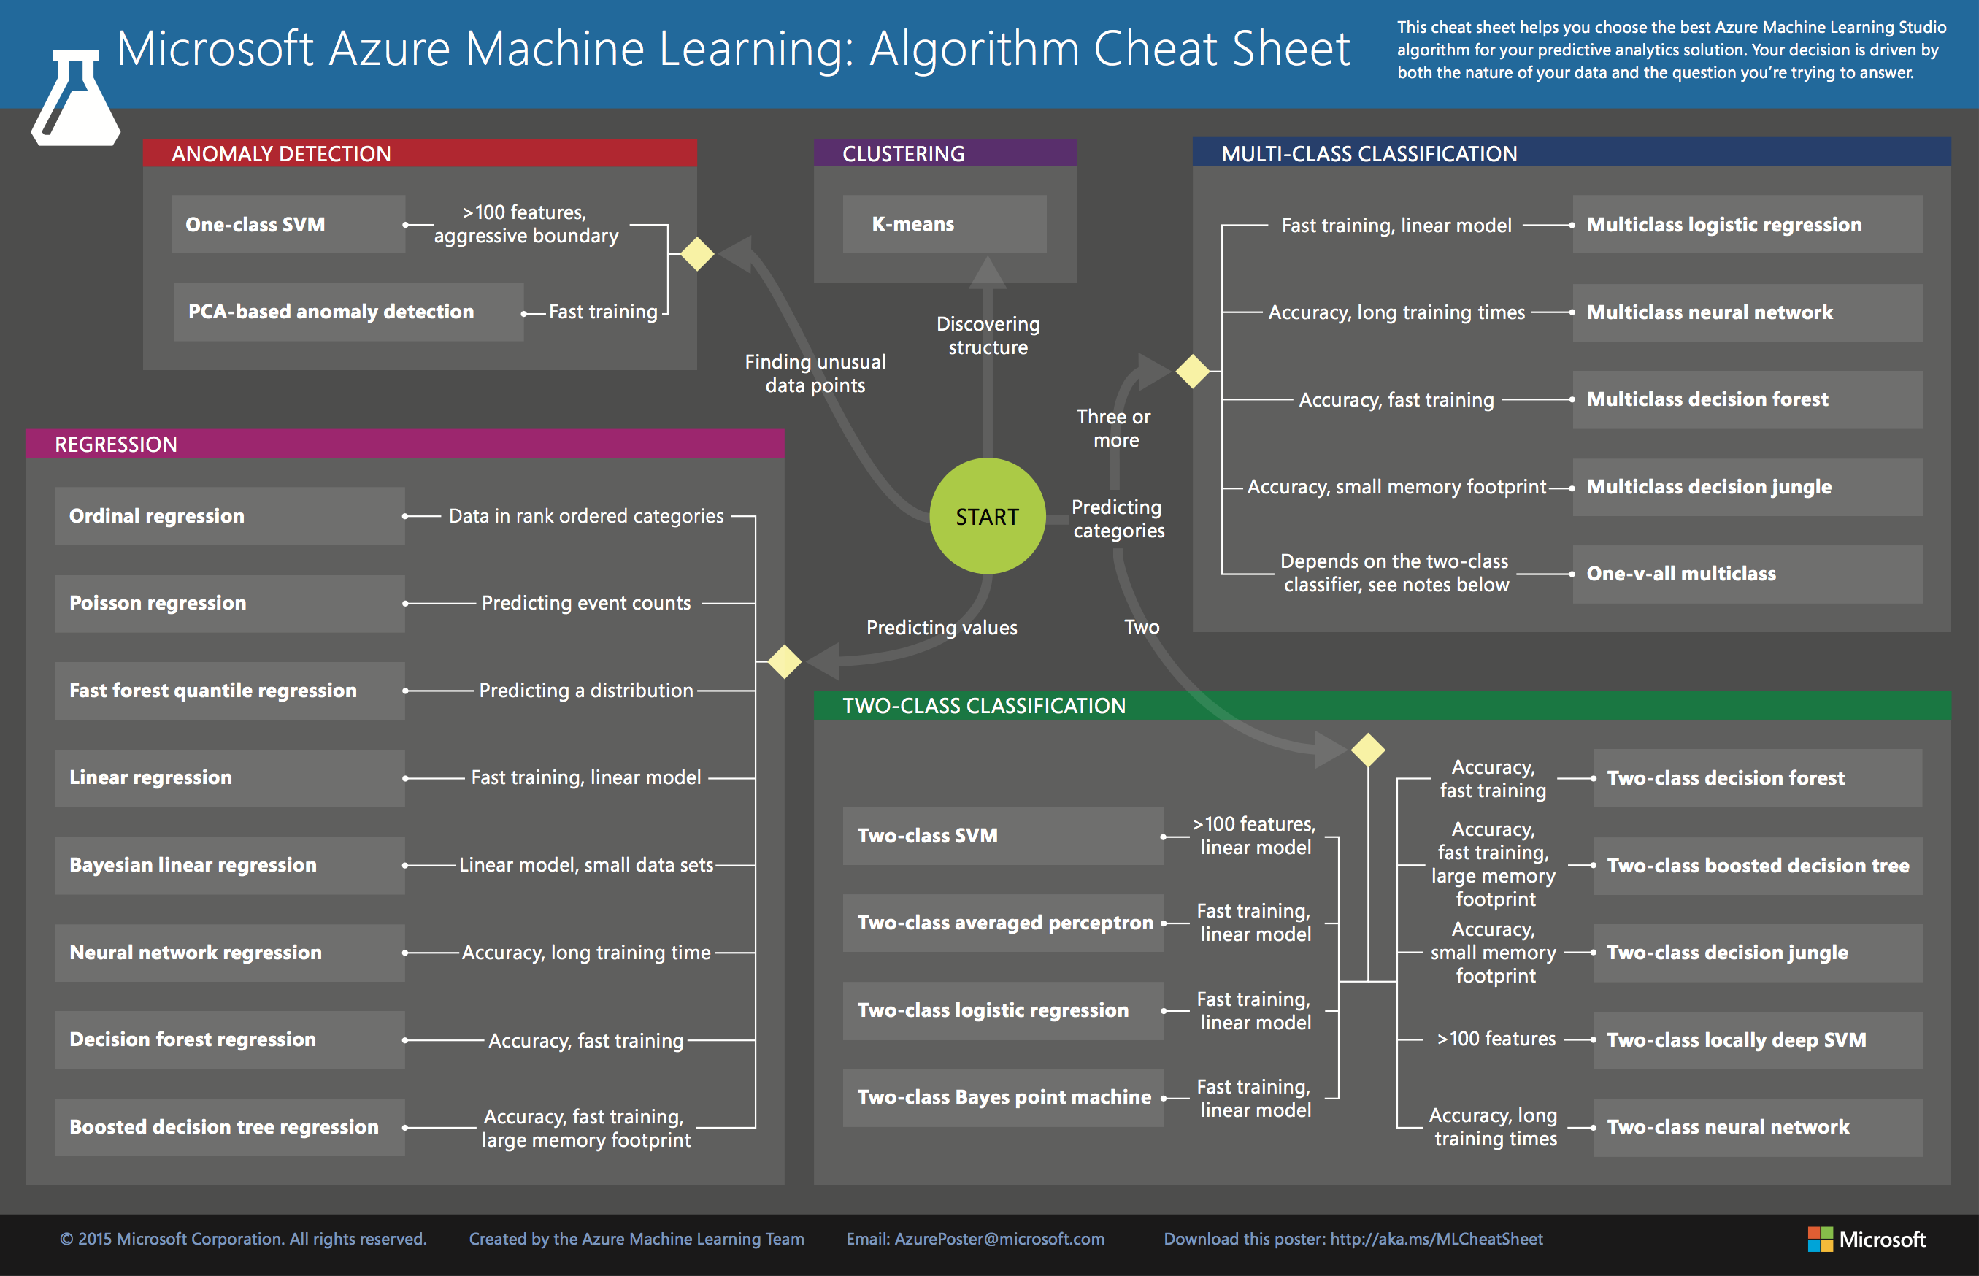 Microsoft Azure Machine Learning: Algorithm Cheat Sheet
This cheat sheet helps you choose the best Azure Machine Learning Studio
algorithm for your predictive analytics solution. Your decision is driven by
both the nature of your data and the question you're trying to answer.
ANOMALY DETECTION
One-class SVM
>100 features,
aggressive boundary
PCA-based anomaly detection
Fast training
CLUSTERING
K-means
Discovering
structure
Finding unusual
data points
START
Predicting
categories
Three or
more
Two
Predicting values
MULTI-CLASS CLASSIFICATION
Fast training, linear model
Multiclass logistic regression
Accuracy, long training times
Multiclass neural network
Accuracy, fast training
Multiclass decision forest
Accuracy, small memory footprint
Multiclass decision jungle
Depends on the two-class
classifier, see notes below
One-v-all multiclass
REGRESSION
Ordinal regression
Data in rank ordered categories
Poisson regression
Predicting event counts
Fast forest quantile regression
Predicting a distribution
Linear regression
Fast training, linear model
Bayesian linear regression
Linear model, small data sets
Neural network regression
Accuracy, long training time
Decision forest regression
Accuracy, fast training
Boosted decision tree regression
Accuracy, fast training,
large memory footprint
TWO-CLASS CLASSIFICATION
Two-class SVM
>100 features,
linear model
Two-class averaged perceptron
Fast training,
linear model
Two-class logistic regression
Fast training,
linear model
Two-class Bayes point machine
Fast training,
linear model
Accuracy,
fast training
Two-class decision forest
Accuracy,
fast training,
large memory
footprint
Two-class boosted decision tree
Accuracy,
small memory
footprint
Two-class decision jungle
>100 features
Two-class locally deep SVM
Accuracy, long
training times
Two-class neural network
© 2015 Microsoft Corporation. All rights reserved.
Created by the Azure Machine Learning Team
Email: AzurePoster@microsoft.com
Download this poster: http://aka.ms/MLCheatSheet
Microsoft